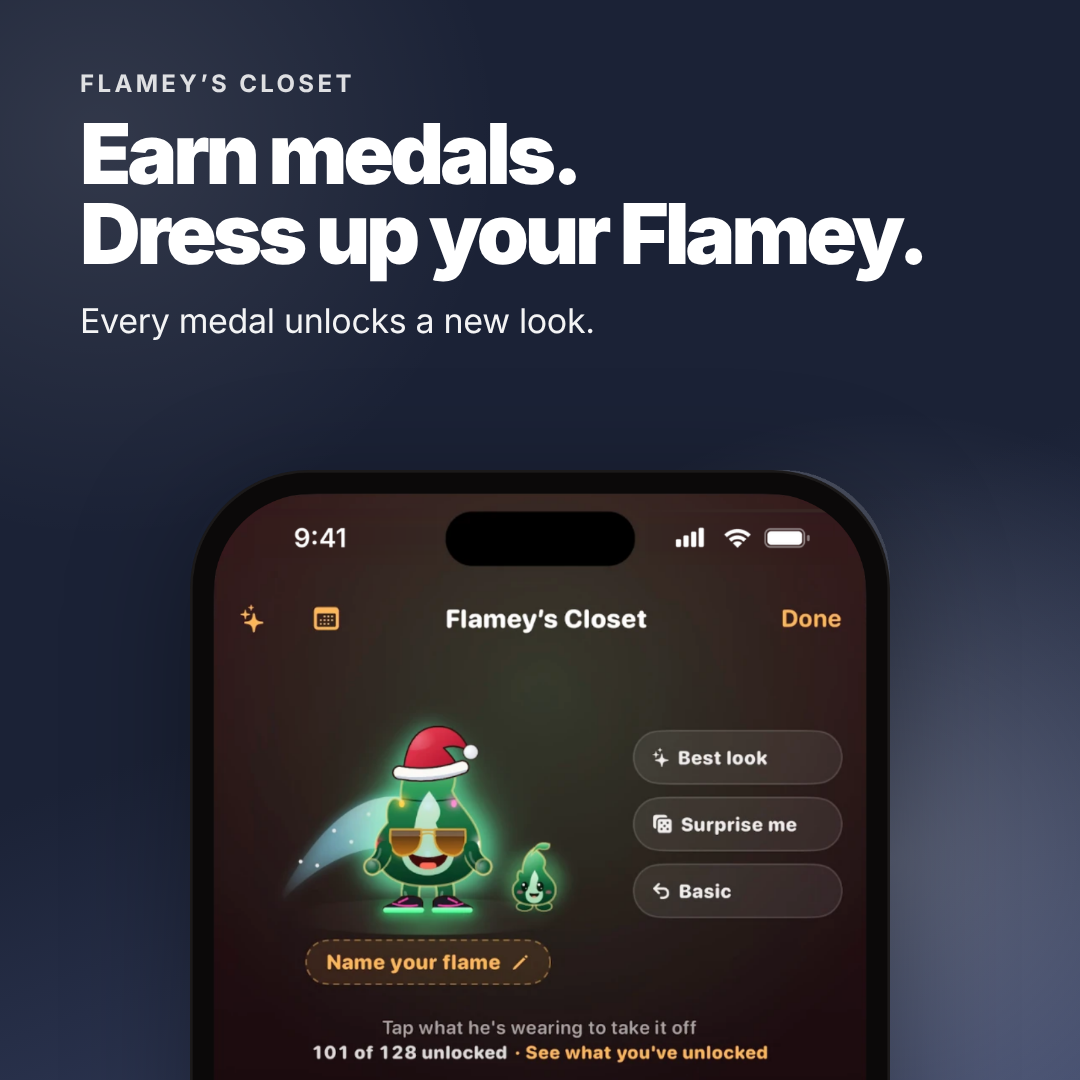 FLAMEY’S CLOSET
Earn medals.
Dress up your Flamey.
Every medal unlocks a new look.
9:41
Flamey’s Closet
Done
Best look
Surprise me
Basic
Name your flame
Tap what he's wearing to take it off
101 of 128 unlocked · See what you've unlocked